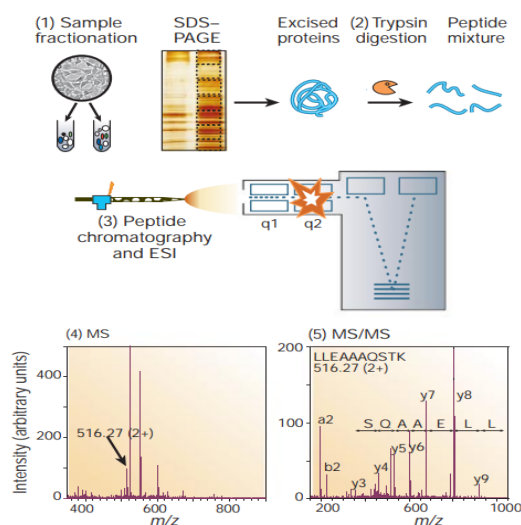 (1) Sample
fractionation
SDS–
PAGE
Excised
proteins
(2) Trypsin
digestion
Peptide
mixture
(3) Peptide
chromatography
and ESI
q1
q2
(4) MS
Intensity (arbitrary units)
400
200
0
516.27 (2+)
400
600
800
m/z
(5) MS/MS
200
100
0
LLEAAAQSTK
516.27 (2+)
a2
b2
y3
y4
y5
y6
y7
y8
y9
S Q A A E L L
200
600
1000
m/z